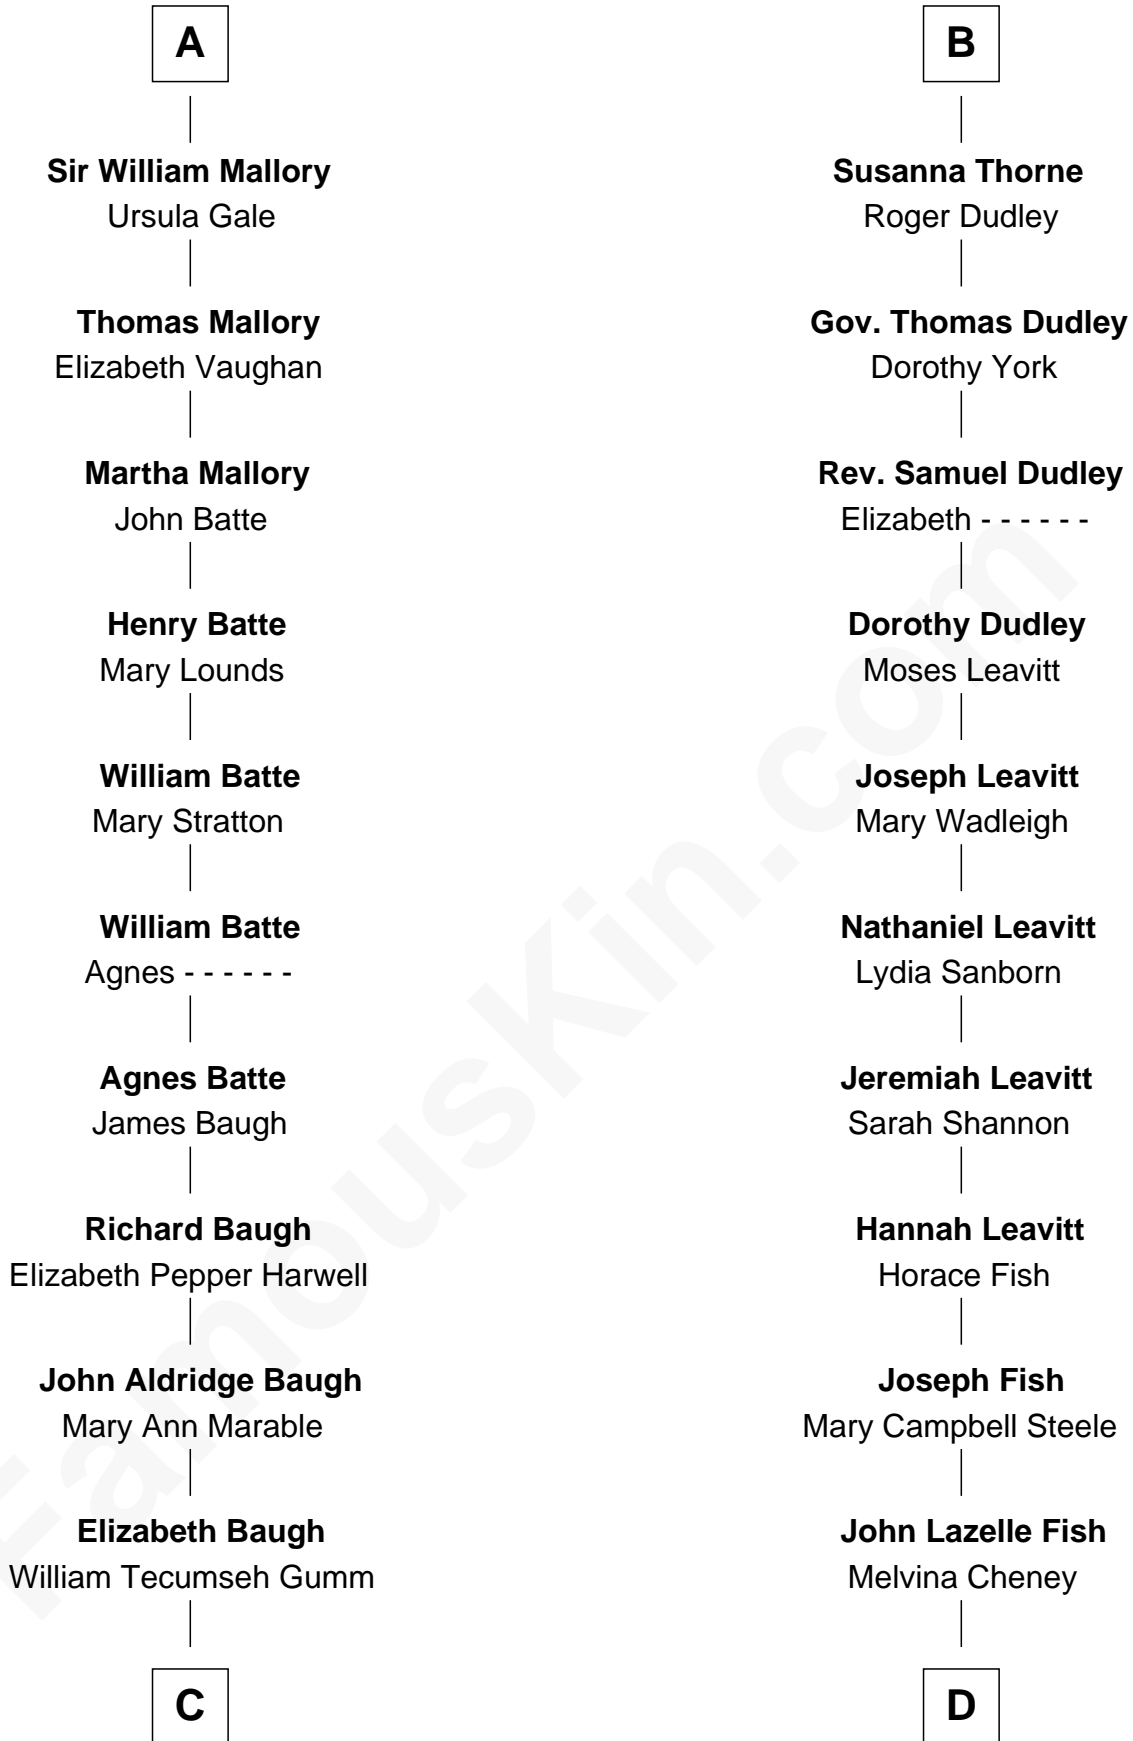 A
Sir William Mallory
Ursula Gale
Thomas Mallory
Elizabeth Vaughan
Martha Mallory
John Batte
Henry Batte
Mary Lounds
William Batte
Mary Stratton
William Batte
Agnes - - - - - -
Agnes Batte
James Baugh
Richard Baugh
Elizabeth Pepper Harwell
John Aldridge Baugh
Mary Ann Marable
Elizabeth Baugh
William Tecumseh Gumm
C
B
Susanna Thorne
Roger Dudley
Gov. Thomas Dudley
Dorothy York
Rev. Samuel Dudley
Elizabeth - - - - - -
Dorothy Dudley
Moses Leavitt
Joseph Leavitt
Mary Wadleigh
Nathaniel Leavitt
Lydia Sanborn
Jeremiah Leavitt
Sarah Shannon
Hannah Leavitt
Horace Fish
Joseph Fish
Mary Campbell Steele
John Lazelle Fish
Melvina Cheney
D
FamousKin.com